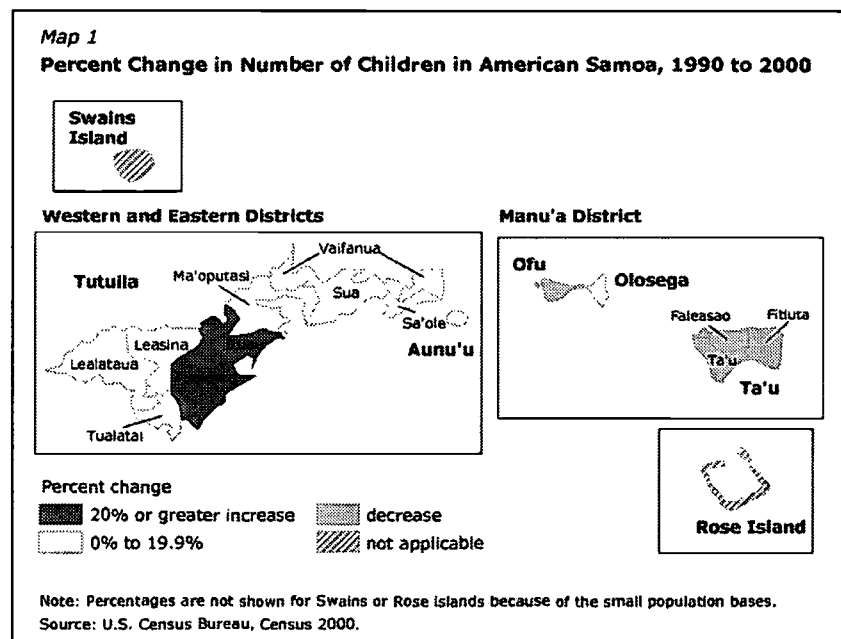 Map 1
Percent Change in Number of Children in American Samoa, 1990 to 2000
Swains
Island
Western and Eastern Districts
Tutuila
Ma'oputasi
Vaifanua
Sua
Sa'ole
Aunu'u
Leasina
Lealataua
Tualatai
Manu'a District
Ofu
Olosega
Faleasao
Fitiuta
Ta'u
Ta'u
Rose Island
Percent change
20% or greater increase
decrease
0% to 19.9%
not applicable
Note: Percentages are not shown for Swains or Rose islands because of the small population bases.
Source: U.S. Census Bureau, Census 2000.